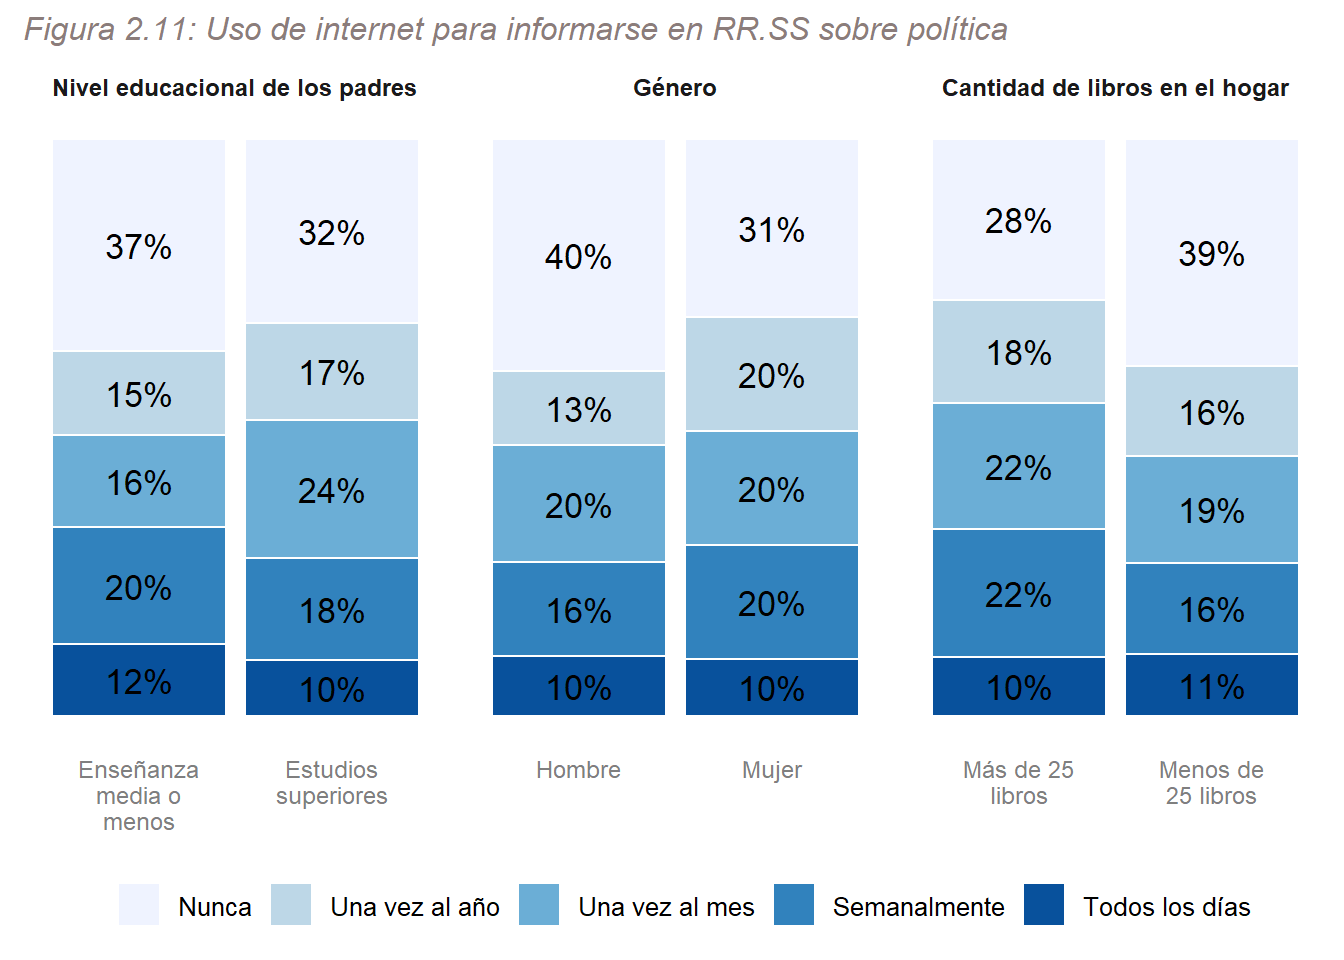 Figura 2.11: Uso de internet para informarse en RR.SS sobre política
Nivel educacional de los padres
37%
32%
15%
17%
16%
24%
20%
18%
12%
10%
Enseñanza
media o
menos
Estudios
superiores
Género
40%
31%
13%
20%
20%
20%
16%
20%
10%
10%
Hombre
Mujer
Cantidad de libros en el hogar
28%
39%
18%
16%
22%
19%
22%
16%
10%
11%
Más de 25
libros
Menos de
25 libros
Nunca
Una vez al año
Una vez al mes
Semanalmente
Todos los días